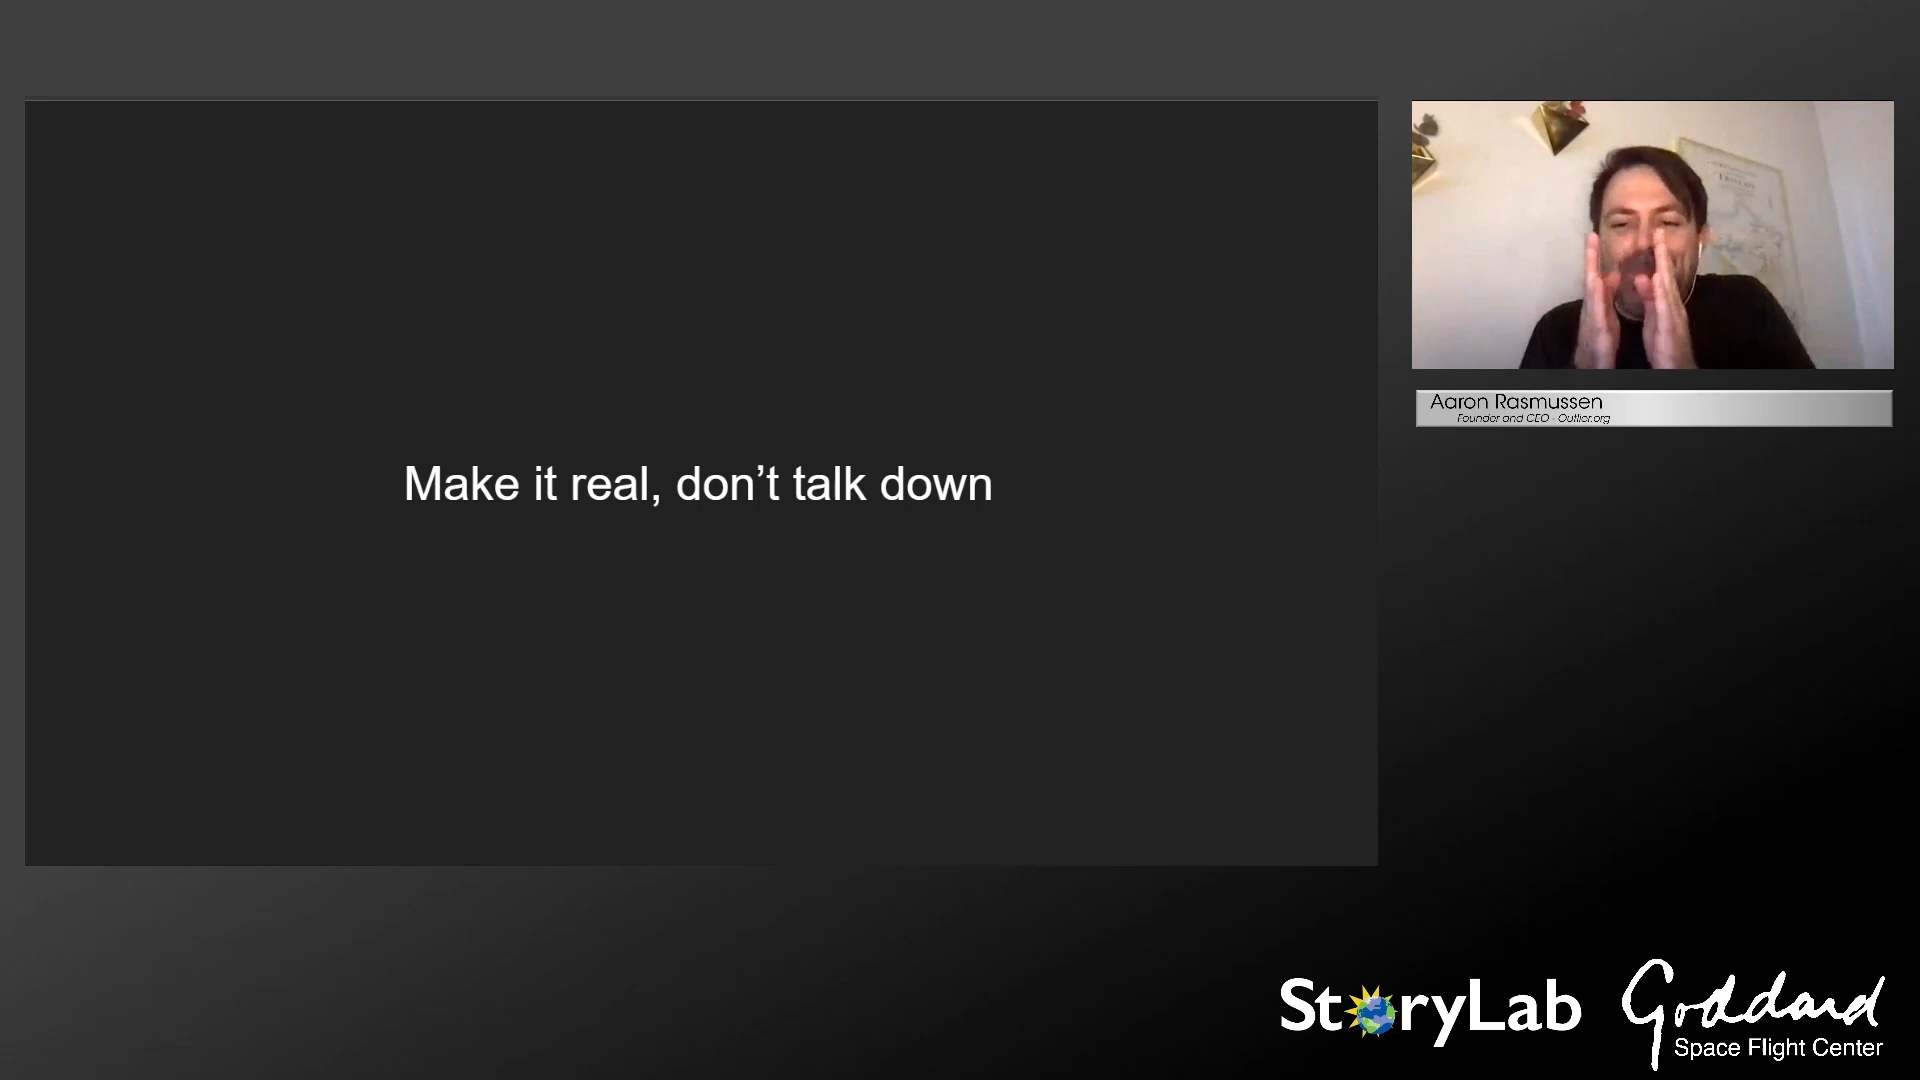 Make it real, don’t talk down
Aaron Rasmussen
Founder and CEO - Outlier.org
StoryLab
Goddard
Space Flight Center